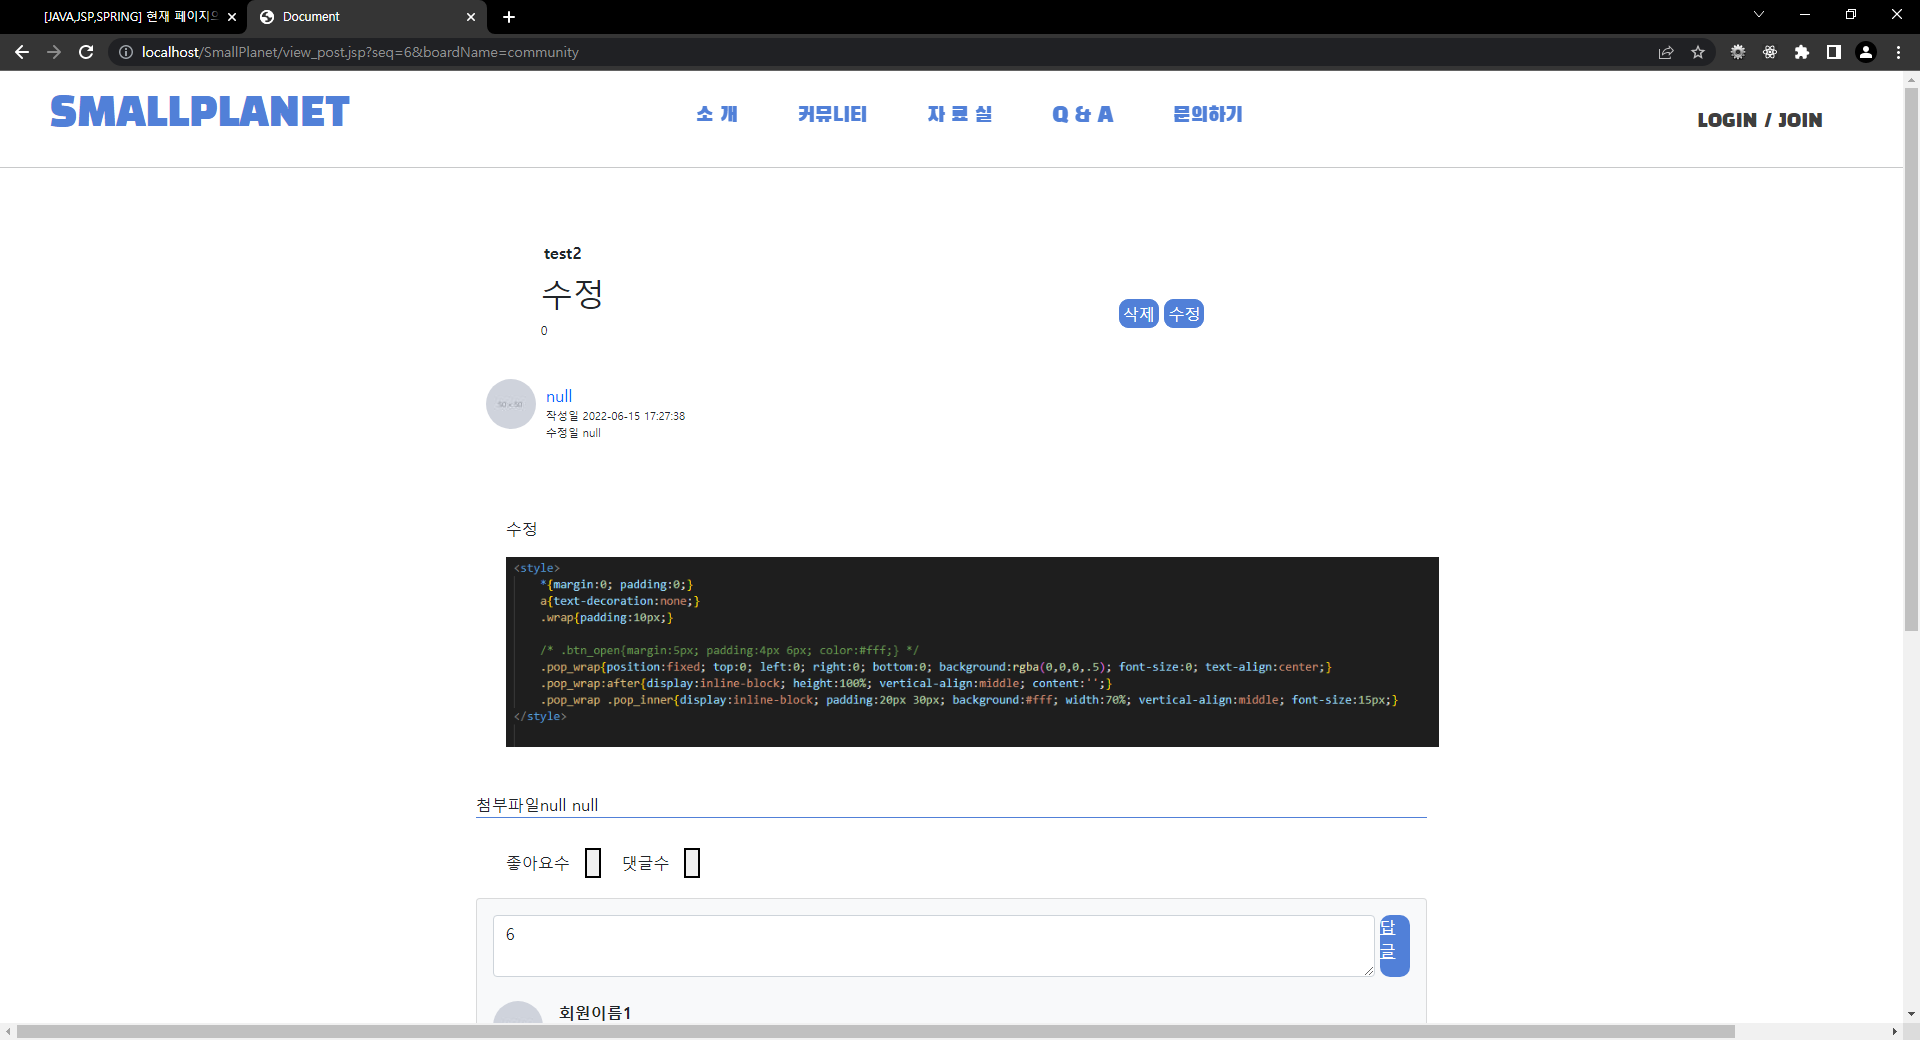 [JAVA,JSP,SPRING] 현재 페이지의
Document
localhost/SmallPlanet/view_post.jsp?seq=6&boardName=community
SMALLPLANET
소 개
커뮤니티
자 료 실
Q & A
문의하기
LOGIN / JOIN
test2
수정
0
삭제
수정
50 × 50
null
작성일 2022-06-15 17:27:38
수정일 null
수정
<style>
*{margin:0; padding:0;}
a{text-decoration:none;}
.wrap{padding:10px;}
/* .btn_open{margin:5px; padding:4px 6px; color:#fff;} */
.pop_wrap{position:fixed; top:0; left:0; right:0; bottom:0; background:rgba(0,0,0,.5); font-size:0; text-align:center;}
.pop_wrap:after{display:inline-block; height:100%; vertical-align:middle; content:'';}
.pop_wrap .pop_inner{display:inline-block; padding:20px 30px; background:#fff; width:70%; vertical-align:middle; font-size:15px;}
</style>
첨부파일null null
좋아요수
댓글수
6
답
글
회원이름1